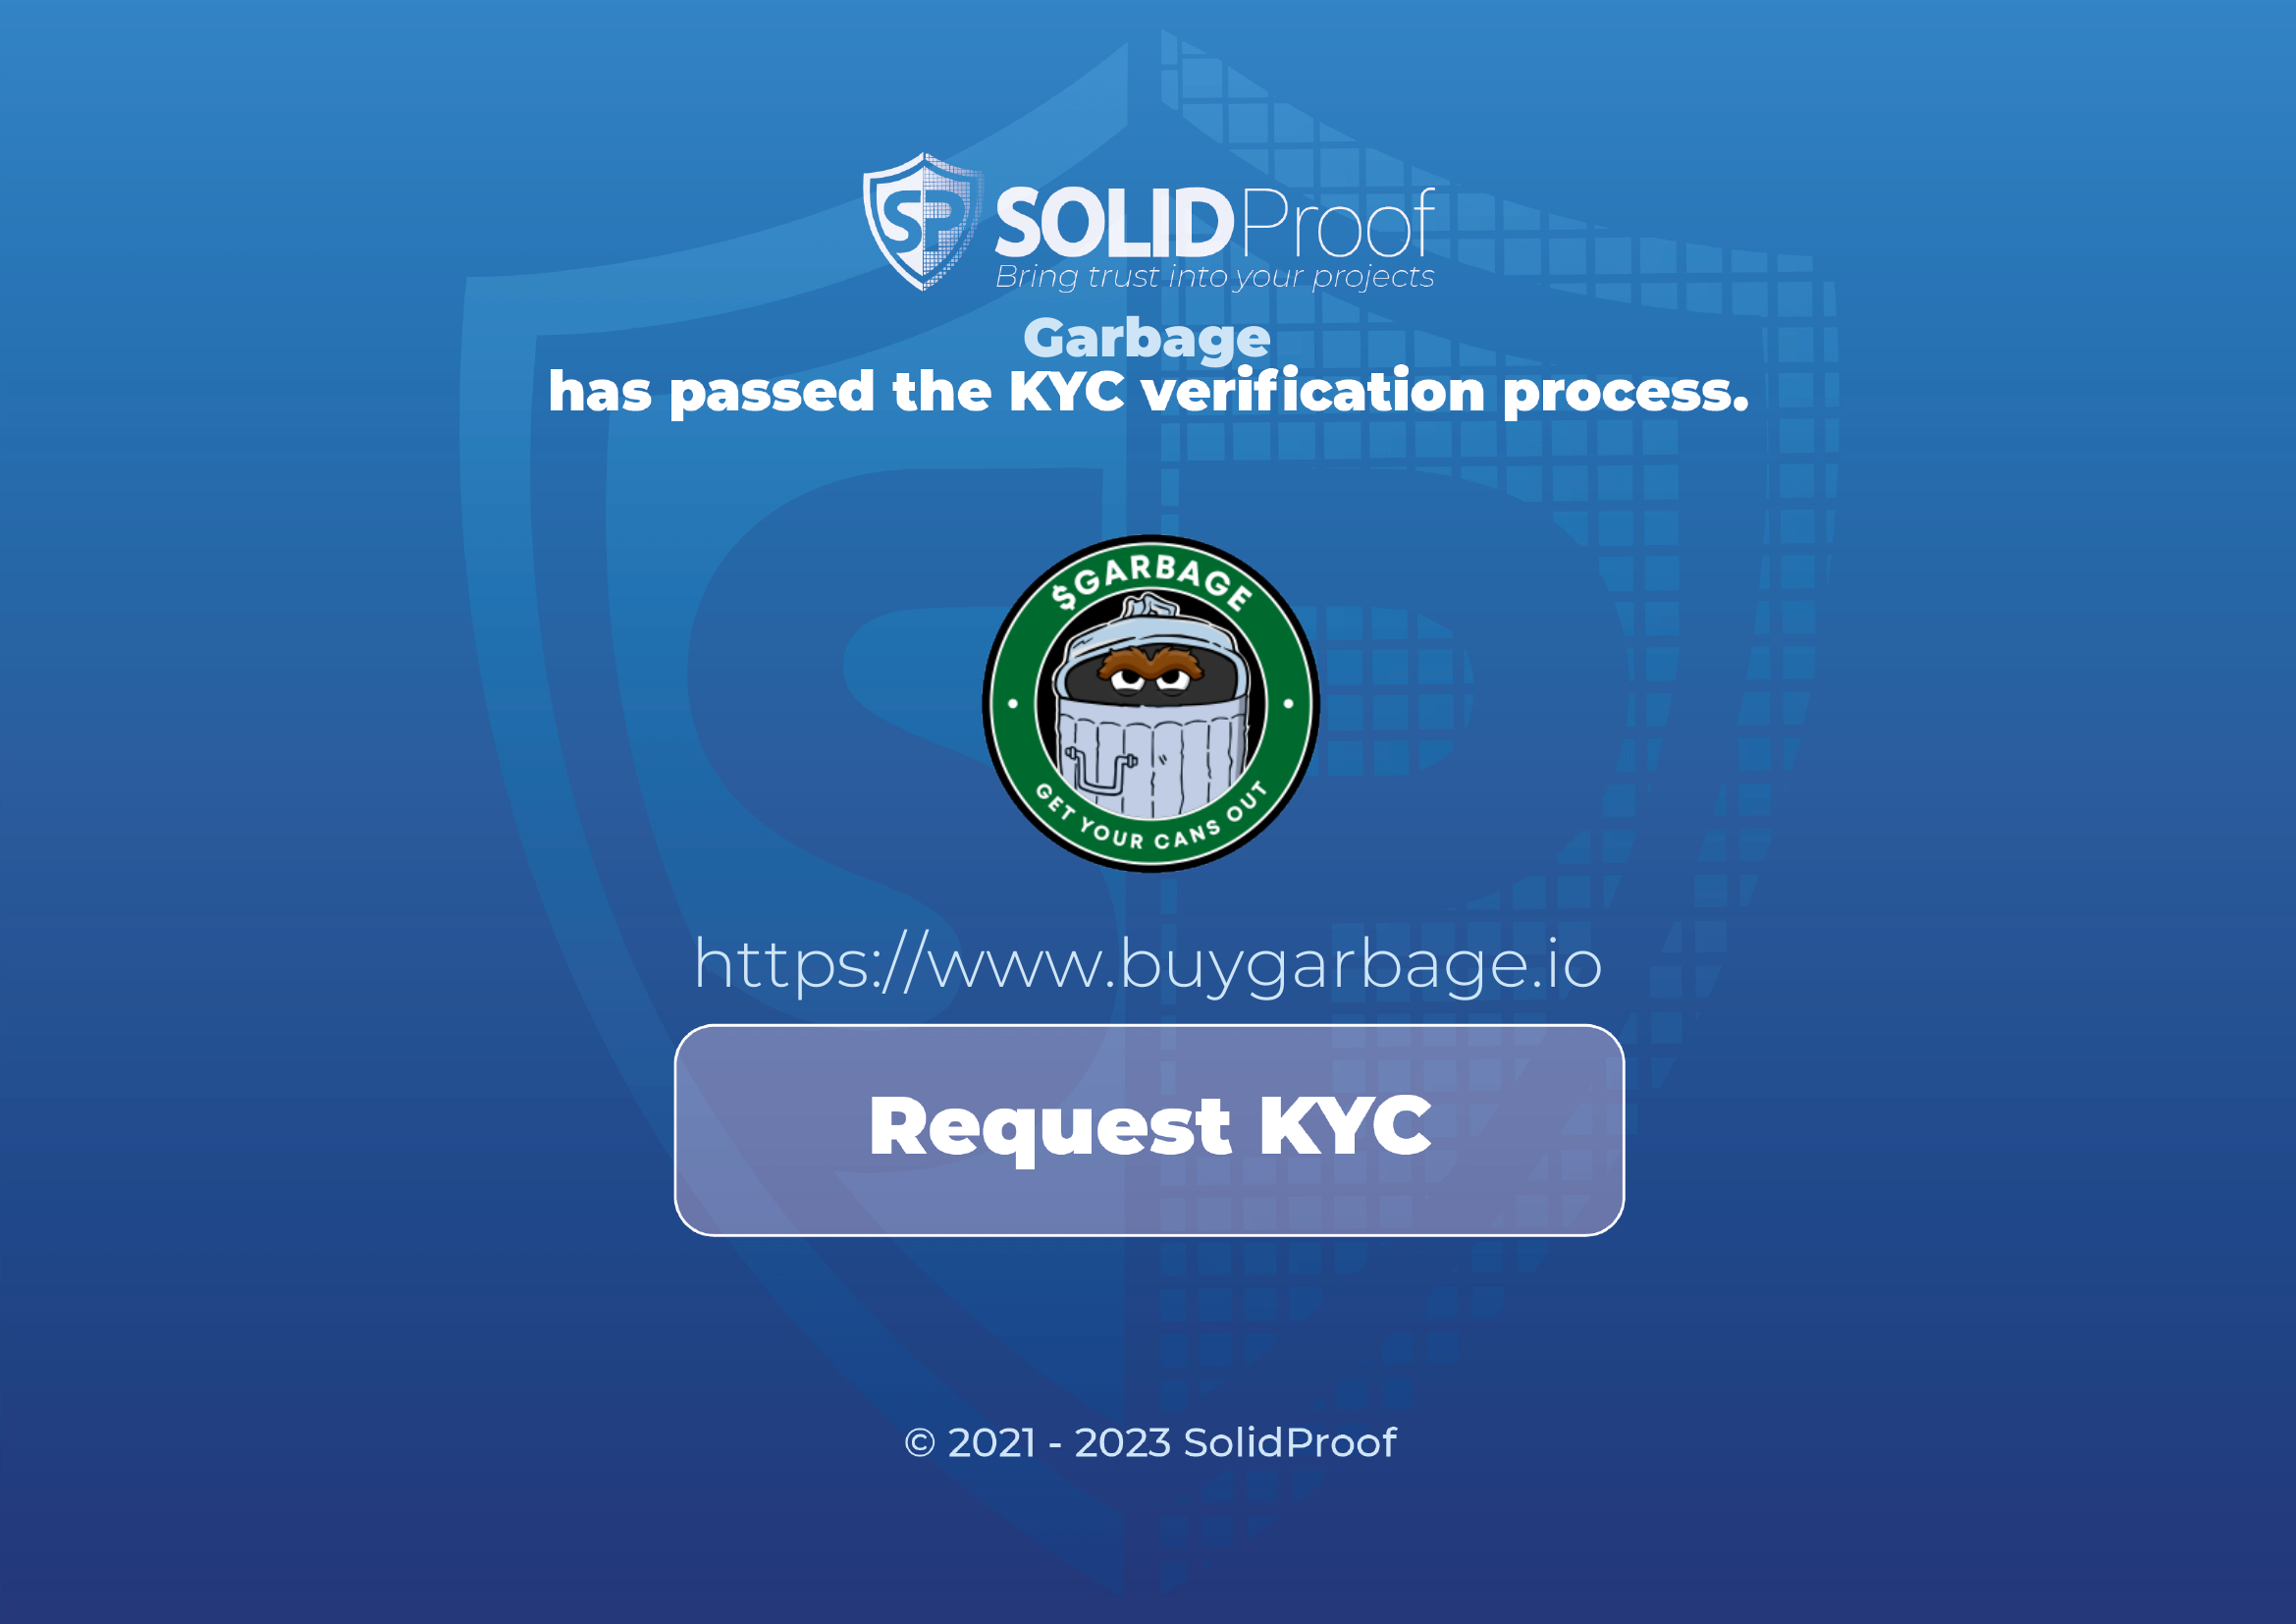 SP
SOLIDProof
Bring trust into your projects
Garbage
has passed the KYC verification process.
$GARBAGE
GET YOUR CANS OUT
https://www.buygarbage.io
Request KYC
© 2021 - 2023 SolidProof